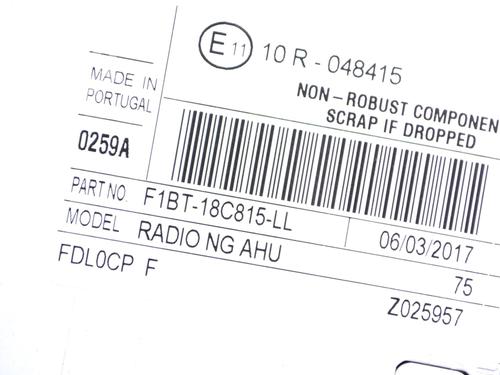 E 11 10 R - 048415
MADE IN
PORTUGAL
NON-ROBUST COMPONEN
SCRAP IF DROPPED
0259A
PART NO. F1BT-18C815-LL
06/03/2017
MODEL RADIO NG AHU
75
FDL0CP F
Z025957